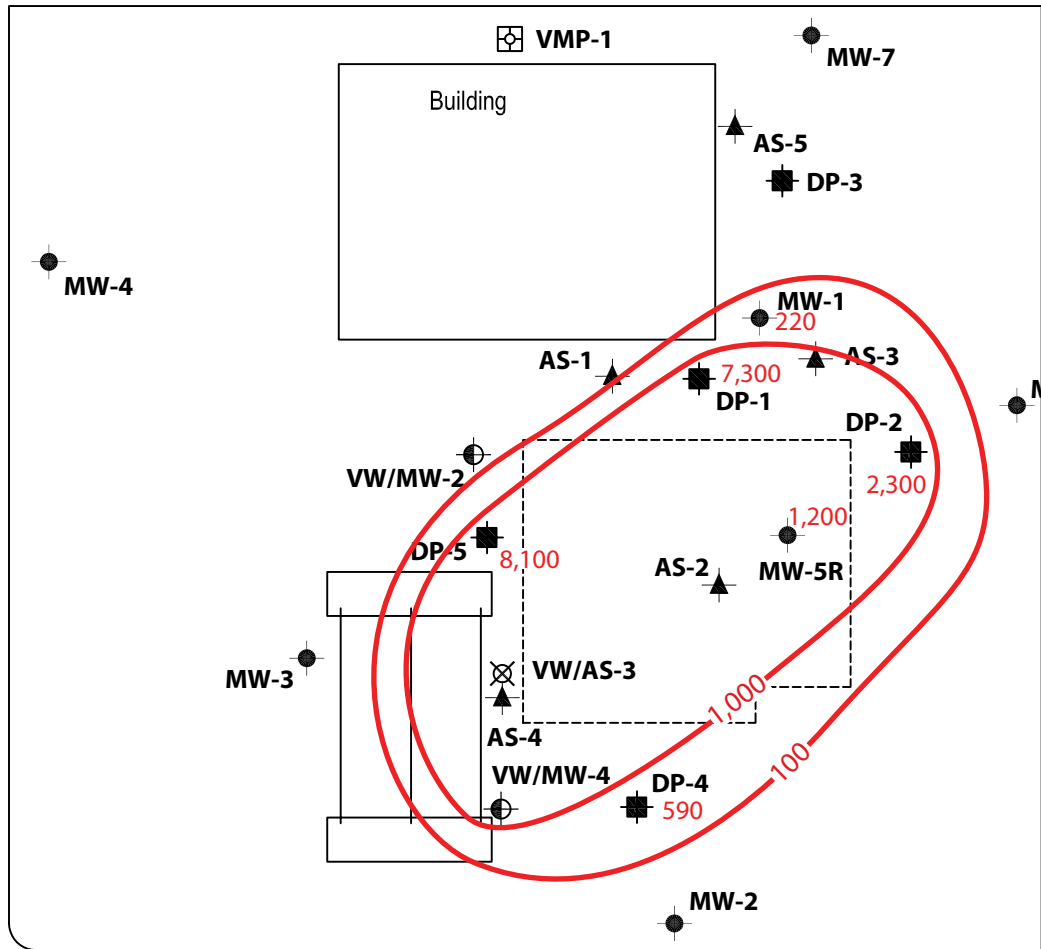 VMP-1
MW-7
Building
AS-5
DP-3
MW-4
MW-1
220
AS-1
AS-3
7,300
DP-1
M
DP-2
VW/MW-2
2,300
1,200
DP-5
8,100
AS-2
MW-5R
MW-3
VW/AS-3
1,000
AS-4
100
VW/MW-4
DP-4
590
MW-2